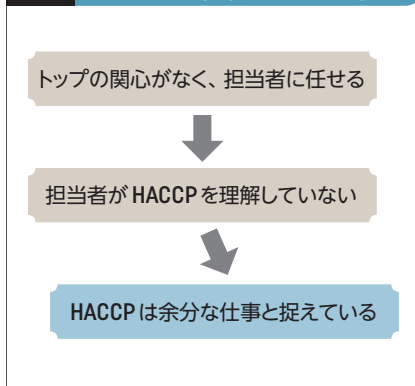 トップの関心がなく、担当者に任せる
担当者がHACCPを理解していない
HACCPは余分な仕事と捉えている